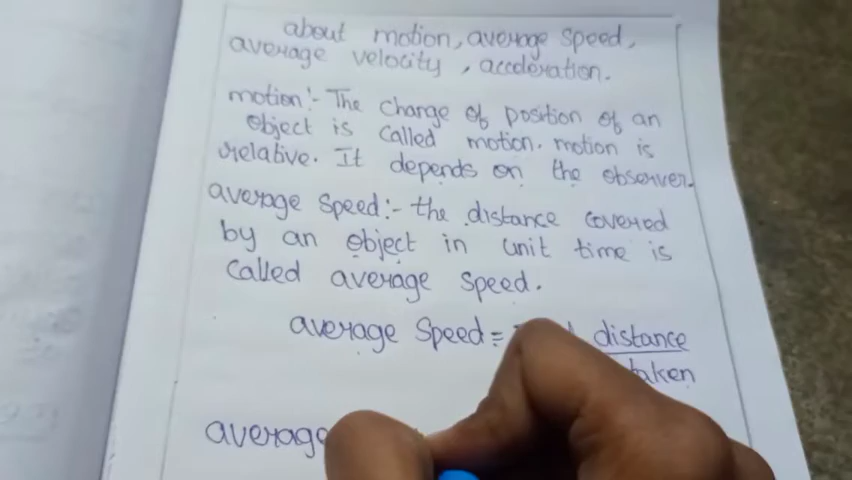 about motion, average speed,
average velocity, acceleration.
motion:- The change of position of an
object is called motion. motion is
relative. It depends on the observer.
average speed:- the distance covered
by an object in unit time is
called average speed.
average speed = distance
taken
average